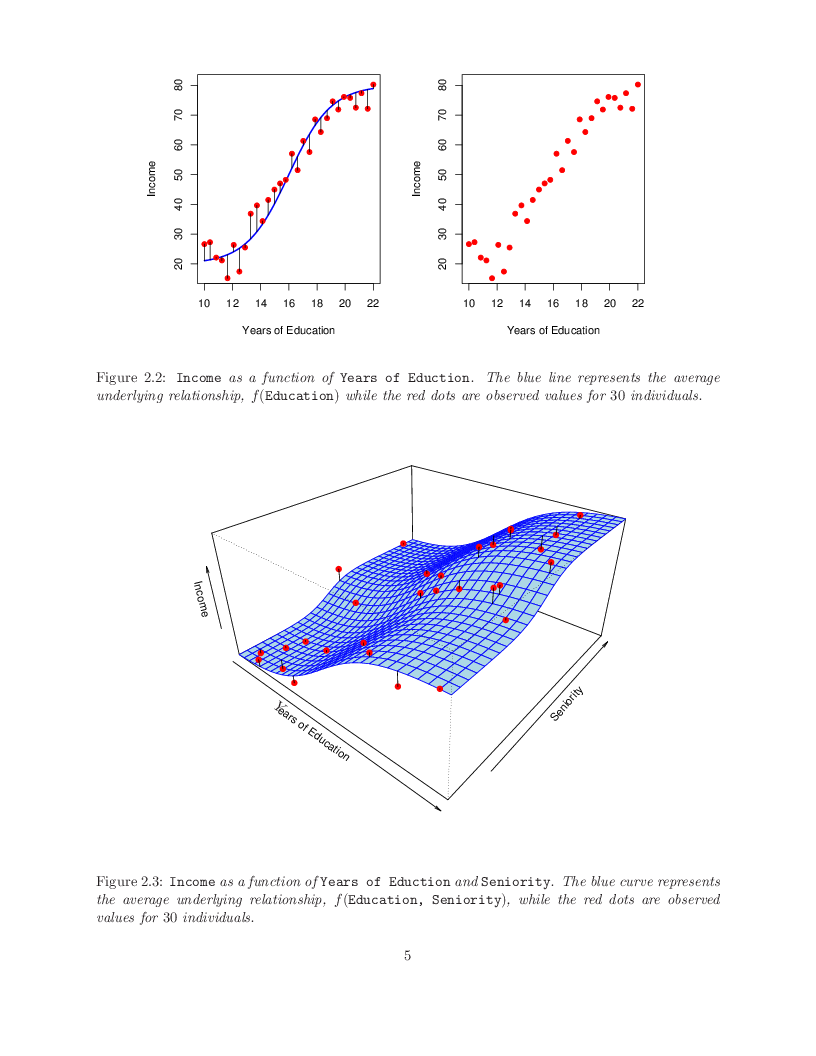 80
70
60
50
40
30
20
Income
10 12 14 16 18 20 22
Years of Education
80
70
60
50
40
30
20
Income
10 12 14 16 18 20 22
Years of Education
Figure 2.2: Income as a function of Years of Eduction. The blue line represents the average
underlying relationship, f(Education) while the red dots are observed values for 30 individuals.
Income
Years of Education
Seniority
Figure 2.3: Income as a function of Years of Eduction and Seniority. The blue curve represents
the average underlying relationship, f(Education, Seniority), while the red dots are observed
values for 30 individuals.
5